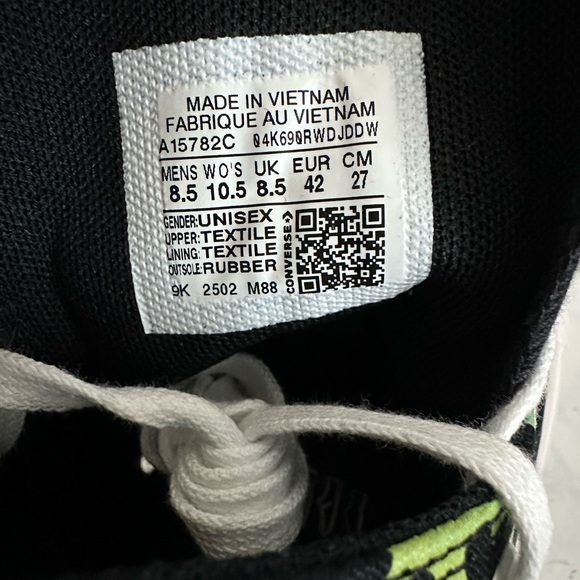 MADE IN VIETNAM
FABRIQUE AU VIETNAM
A15782C 04K690RWDJDDW
MENS WO'S UK EUR CM
8.5 10.5 8.5 42 27
GENDER:UNISEX
UPPER:TEXTILE
LINING:TEXTILE
OUTSOLE:RUBBER
9K 2502 M88
CONVERSE